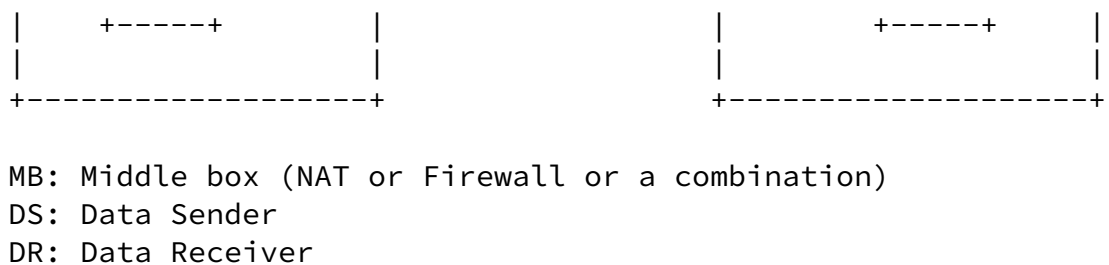 |    +-----+        |                  |        +-----+    |
|                   |                  |                    |
+-------------------+                  +--------------------+
MB: Middle box (NAT or Firewall or a combination)
DS: Data Sender
DR: Data Receiver